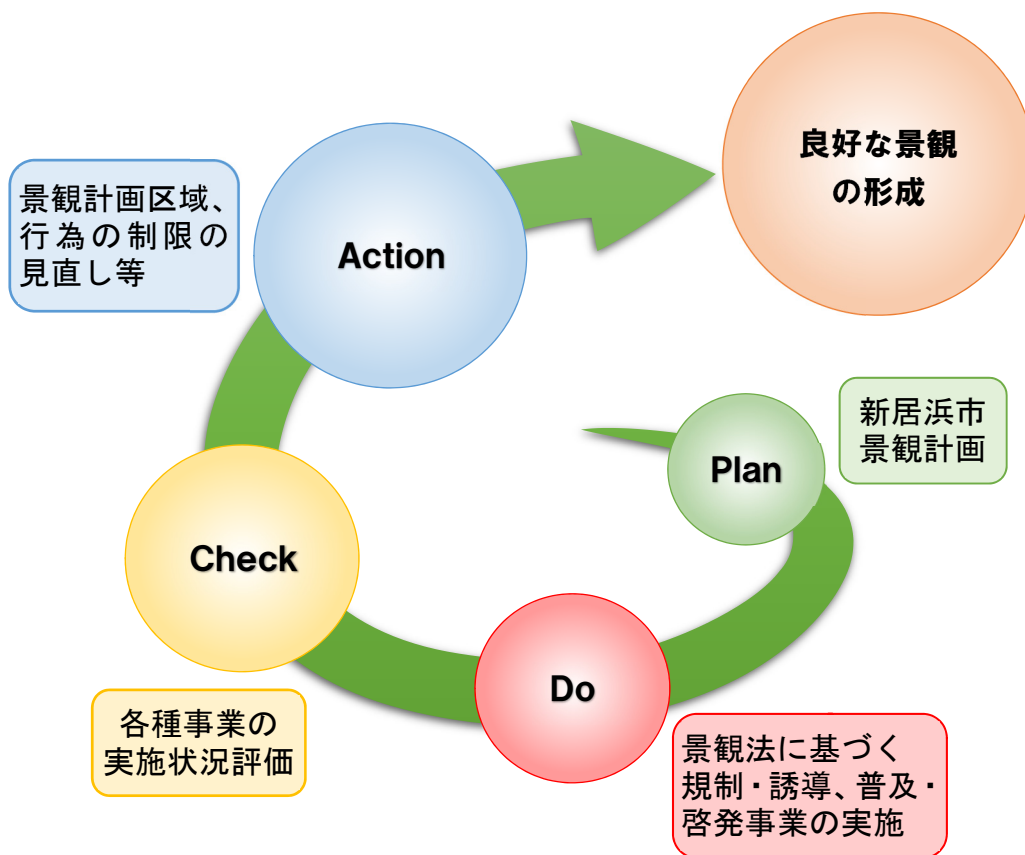 良好な景観
の形成
景観計画区域、
行為の制限の
見直し等
Action
新居浜市
景観計画
Plan
Check
Do
各種事業の
実施状況評価
景観法に基づく
規制・誘導、普及・
啓発事業の実施